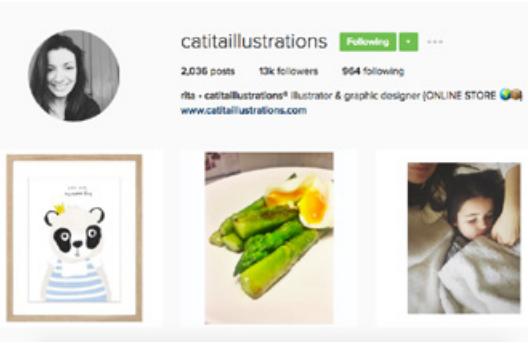 catitaillustrations Following
2,036 posts 13k followers 964 following
rita • catitaillustrations® illustrator & graphic designer {ONLINE STORE
www.catitaillustrations.com